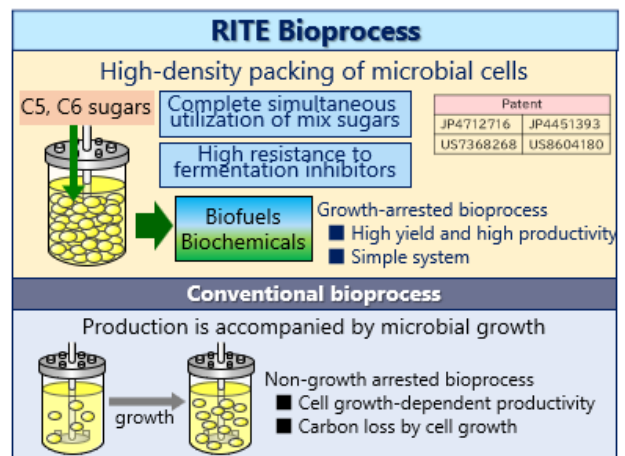 RITE Bioprocess
High-density packing of microbial cells
C5, C6 sugars
Complete simultaneous
utilization of mix sugars
High resistance to
fermentation inhibitors
Patent
JP4712716 JP4451393
US7368268 US8604180
Biofuels
Biochemicals
Growth-arrested bioprocess
■ High yield and high productivity
■ Simple system
Conventional bioprocess
Production is accompanied by microbial growth
growth
Non-growth arrested bioprocess
■ Cell growth-dependent productivity
■ Carbon loss by cell growth